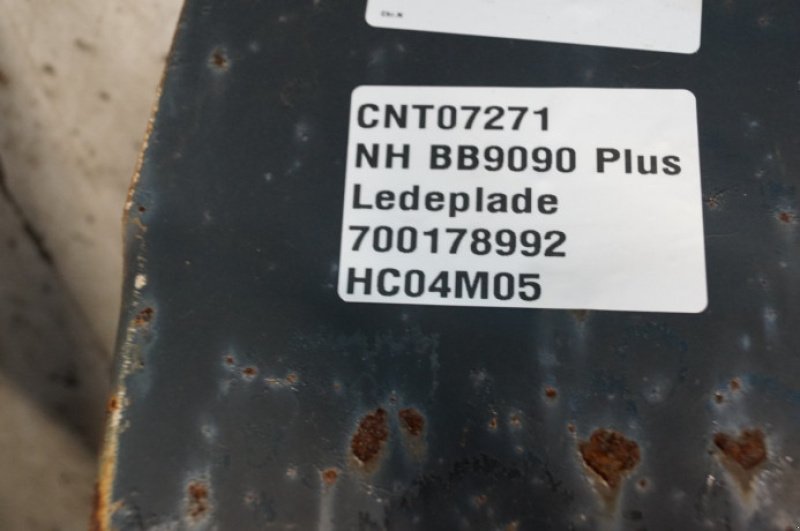 CNT07271
NH BB9090 Plus
Ledeplade
700178992
HC04M05